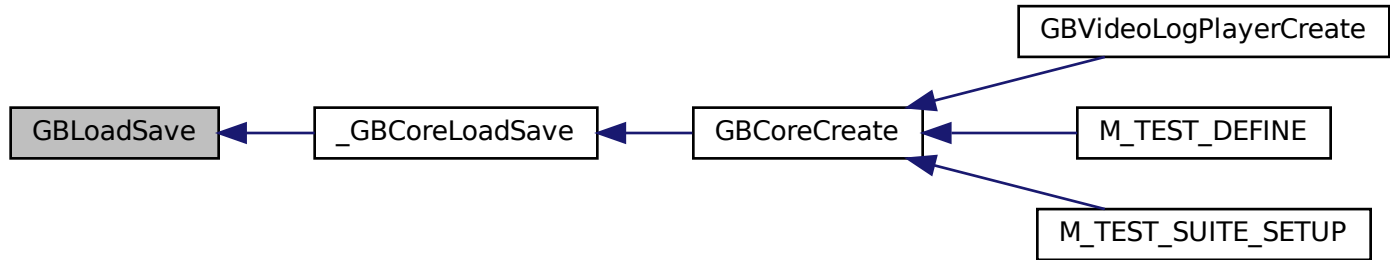 GBVideoLogPlayerCreate
GBLoadSave
_GBCoreLoadSave
GBCoreCreate
M_TEST_DEFINE
M_TEST_SUITE_SETUP